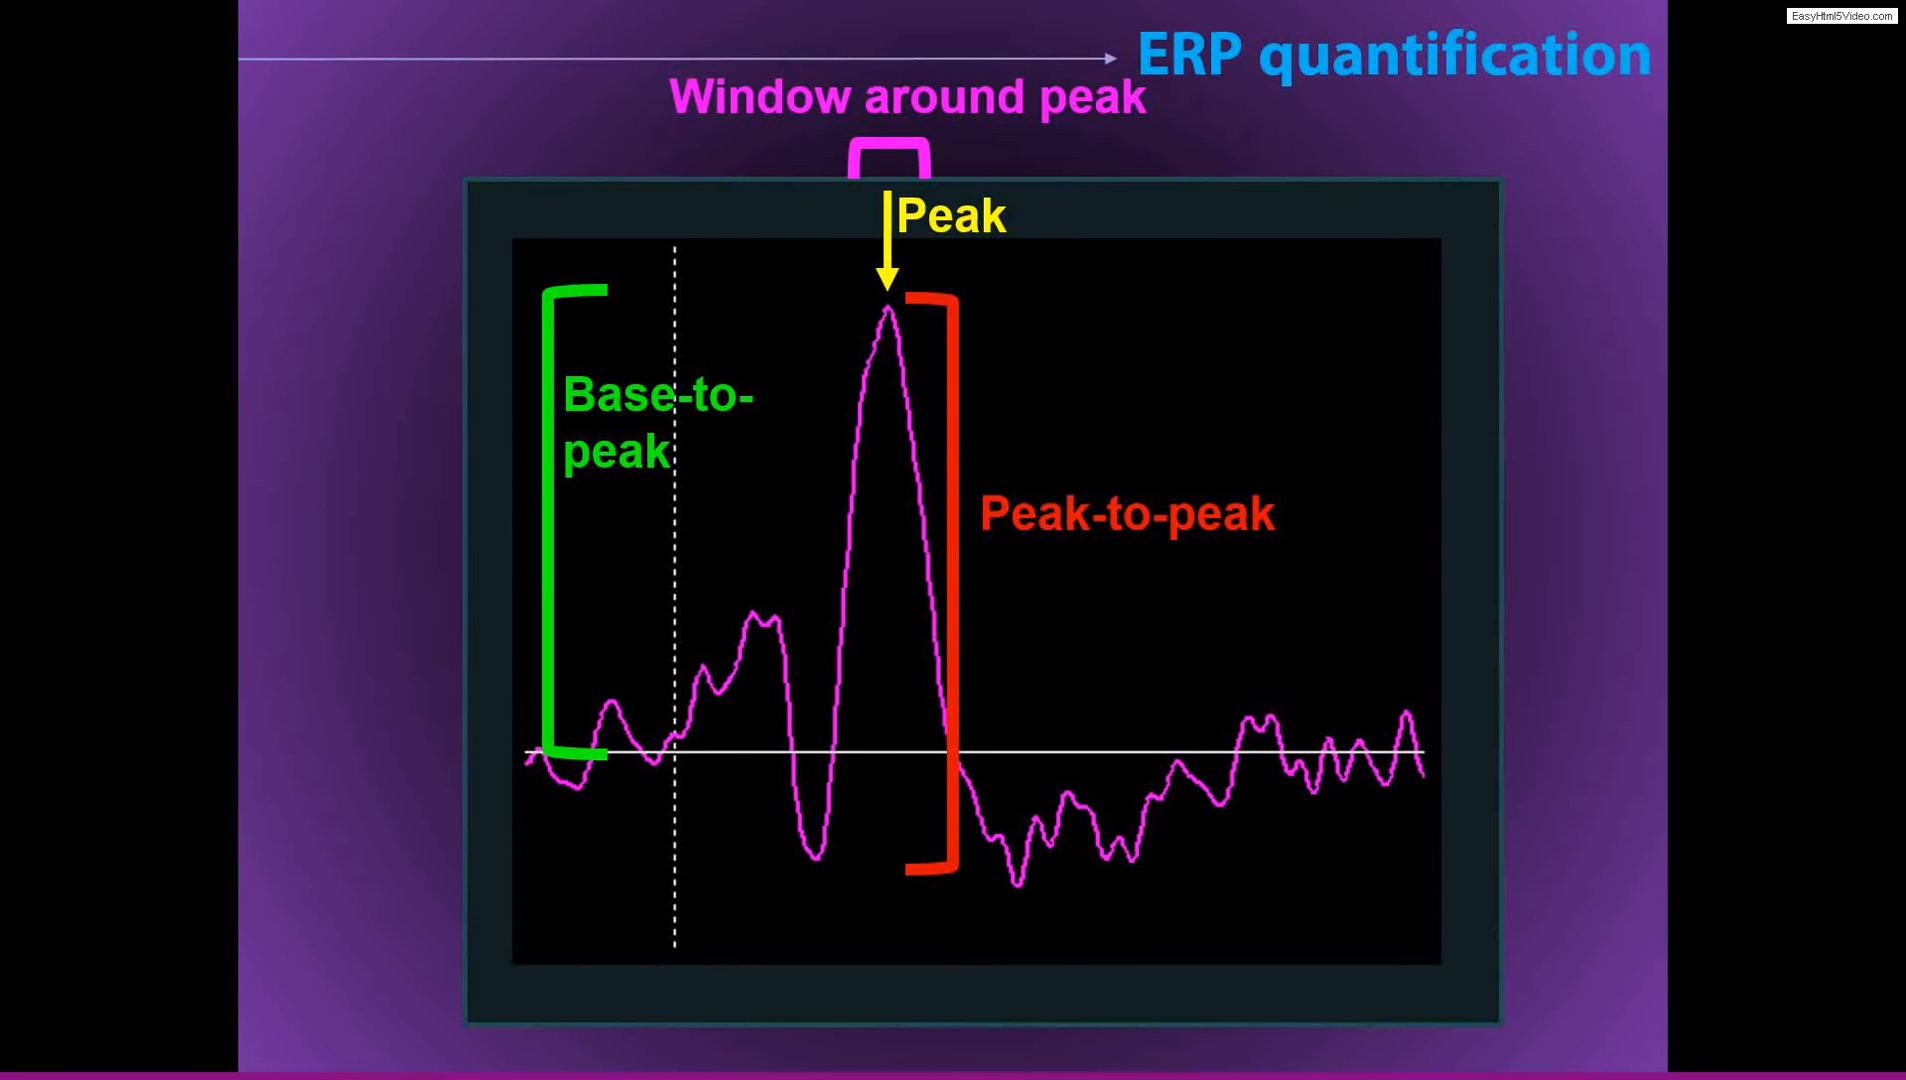 EasyHtml5Video.com
ERP quantification
Window around peak
Peak
Base-to-
peak
Peak-to-peak